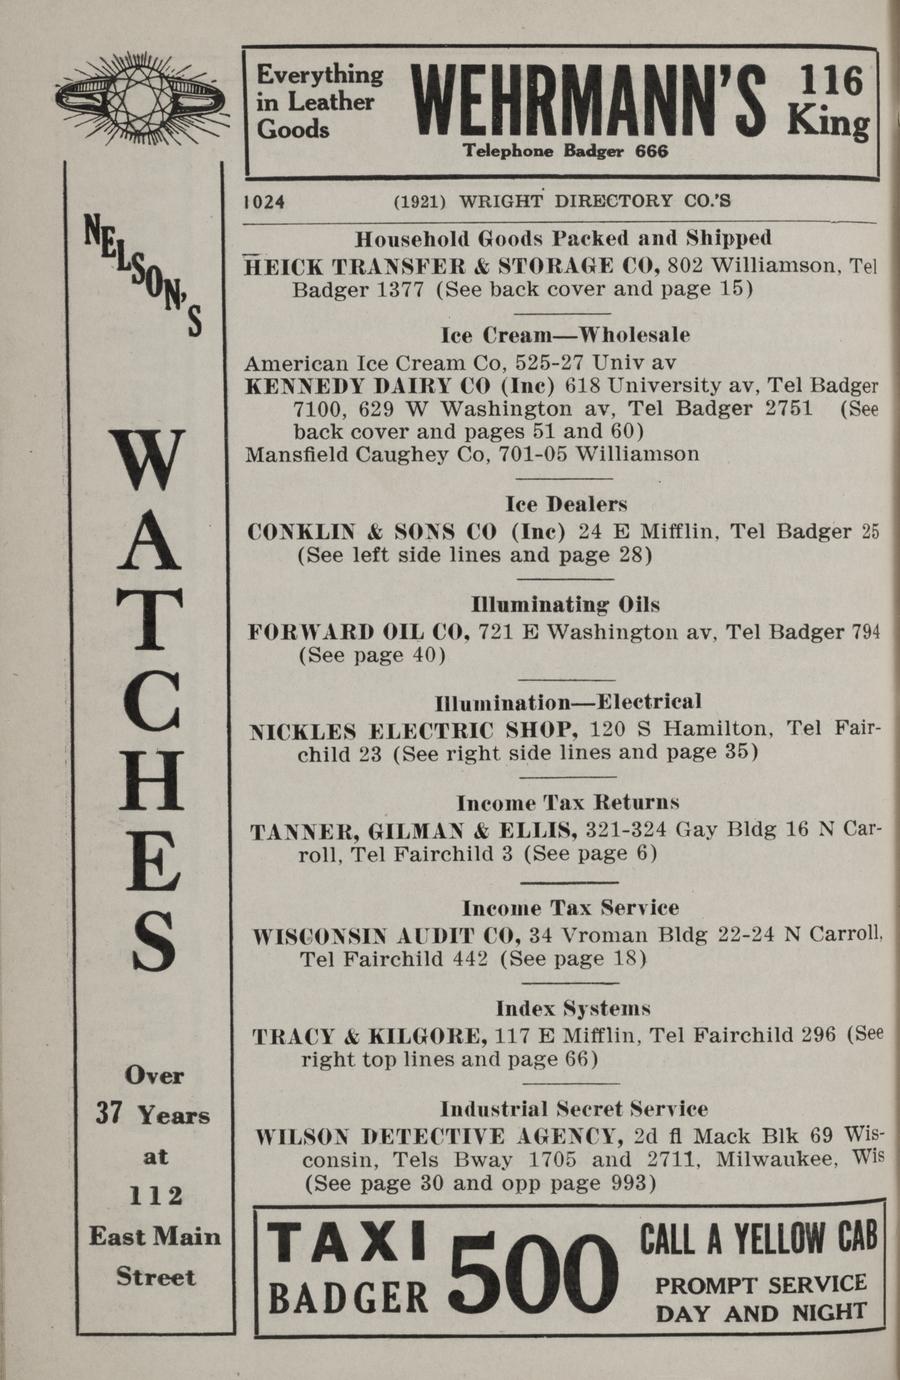 Everything
in Leather
Goods
WEHRMANN'S
116
King
Telephone Badger 666
1024 (1921) WRIGHT DIRECTORY CO.'S
Household Goods Packed and Shipped
HEICK TRANSFER & STORAGE CO, 802 Williamson, Tel
Badger 1377 (See back cover and page 15)
Ice Cream—Wholesale
American Ice Cream Co, 525-27 Univ av
KENNEDY DAIRY CO (Inc) 618 University av, Tel Badger
7100, 629 W Washington av, Tel Badger 2751 (See
back cover and pages 51 and 60)
Mansfield Caughey Co, 701-05 Williamson
Ice Dealers
CONKLIN & SONS CO (Inc) 24 E Mifflin, Tel Badger 25
(See left side lines and page 28)
Illuminating Oils
FORWARD OIL CO, 721 E Washington av, Tel Badger 794
(See page 40)
Illumination—Electrical
NICKLES ELECTRIC SHOP, 120 S Hamilton, Tel Fair-
child 23 (See right side lines and page 35)
Income Tax Returns
TANNER, GILMAN & ELLIS, 321-324 Gay Bldg 16 N Car-
roll, Tel Fairchild 3 (See page 6)
Income Tax Service
WISCONSIN AUDIT CO, 34 Vroman Bldg 22-24 N Carroll,
Tel Fairchild 442 (See page 18)
Index Systems
TRACY & KILGORE, 117 E Mifflin, Tel Fairchild 296 (See
right top lines and page 66)
Industrial Secret Service
WILSON DETECTIVE AGENCY, 2d fl Mack Blk 69 Wis-
consin, Tels Bway 1705 and 2711, Milwaukee, Wis
(See page 30 and opp page 993)
NELSON'S
WATCHES
Over
37 Years
at
112
East Main
Street
TAXI
BADGER
500
CALL A YELLOW CAB
PROMPT SERVICE
DAY AND NIGHT